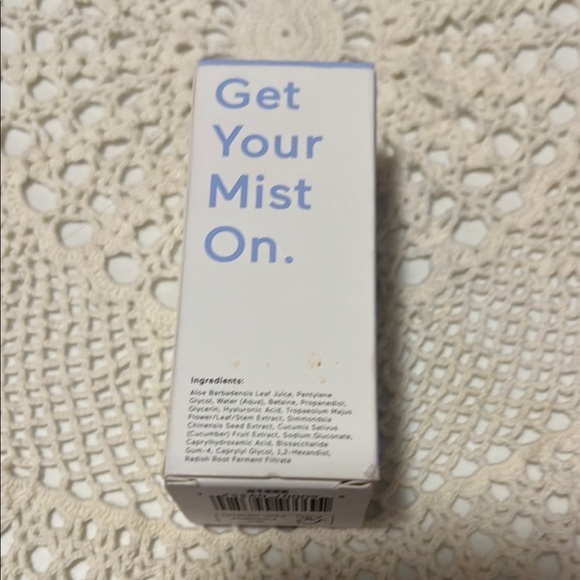 Get
Your
Mist
On.
Ingredients:
Aloe Barbadensis Leaf Juice, Pentylene
Glycol, Water (Aqua), Betaine, Propanediol,
Glycerin, Hyaluronic Acid, Tropaeolum Majus
Flower/Leaf/Stem Extract, Simmondsia
Chinensis Seed Extract, Cucumis Sativus
(Cucumber) Fruit Extract, Sodium Gluconate,
Caprylhydroxamic Acid, Biosaccharide
Gum-4, Caprylyl Glycol, 1,2-Hexandiol,
Radish Root Ferment Filtrate